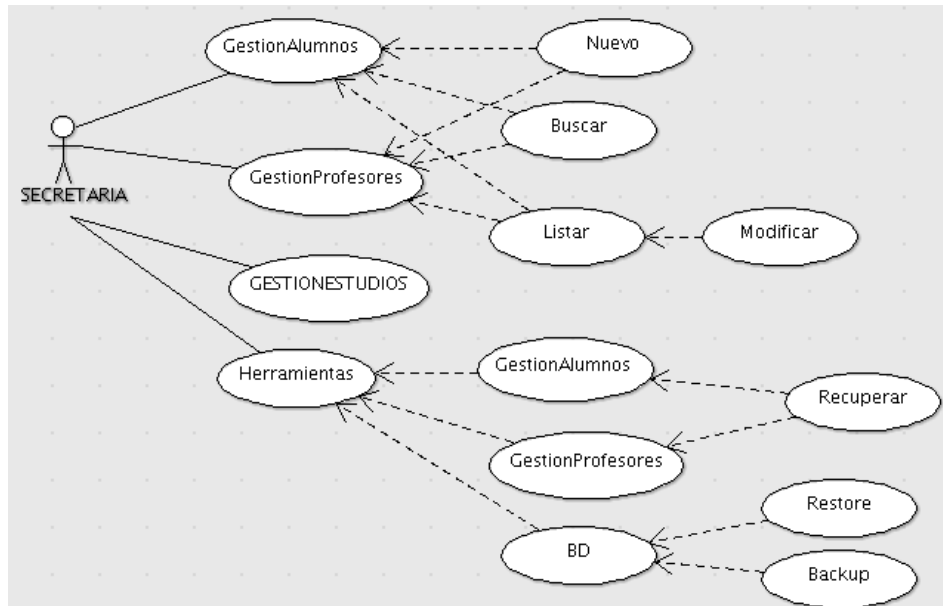 GestionAlumnos
Nuevo
Buscar
SECRETARIA
GestionProfesores
Listar
Modificar
GESTIONESTUDIOS
Herramientas
GestionAlumnos
Recuperar
GestionProfesores
Restore
BD
Backup